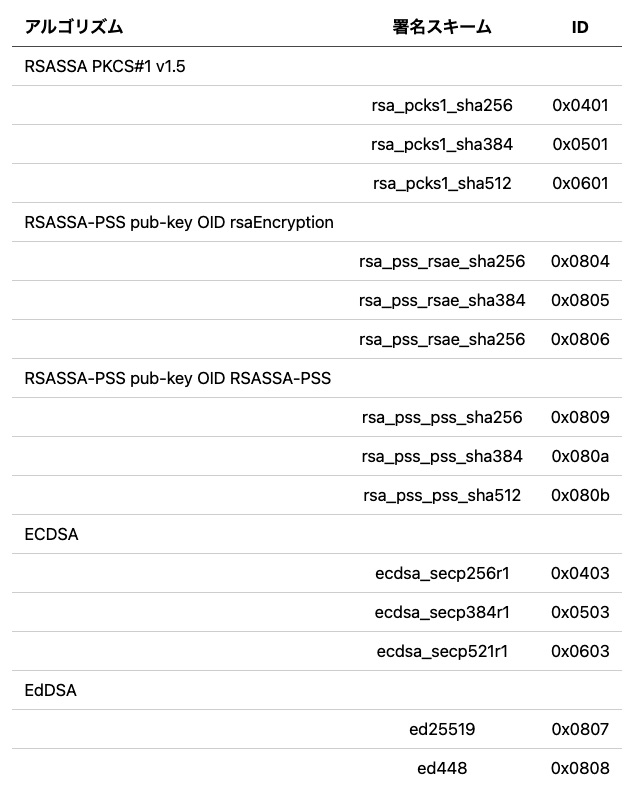 アルゴリズム 署名スキーム ID
RSASSA PKCS#1 v1.5
rsa_pcks1_sha256 0x0401
rsa_pcks1_sha384 0x0501
rsa_pcks1_sha512 0x0601
RSASSA-PSS pub-key OID rsaEncryption
rsa_pss_rsae_sha256 0x0804
rsa_pss_rsae_sha384 0x0805
rsa_pss_rsae_sha256 0x0806
RSASSA-PSS pub-key OID RSASSA-PSS
rsa_pss_pss_sha256 0x0809
rsa_pss_pss_sha384 0x080a
rsa_pss_pss_sha512 0x080b
ECDSA
ecdsa_secp256r1 0x0403
ecdsa_secp384r1 0x0503
ecdsa_secp521r1 0x0603
EdDSA
ed25519 0x0807
ed448 0x0808